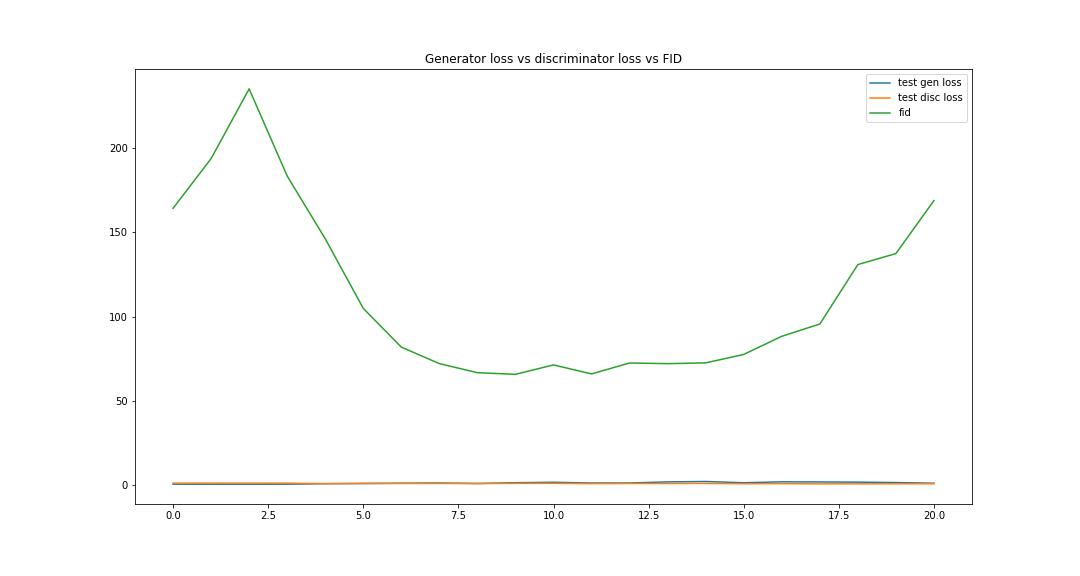 Generator loss vs discriminator loss vs FID
test gen loss
test disc loss
fid
200
150
100
50
0
0.0 2.5 5.0 7.5 10.0 12.5 15.0 17.5 20.0